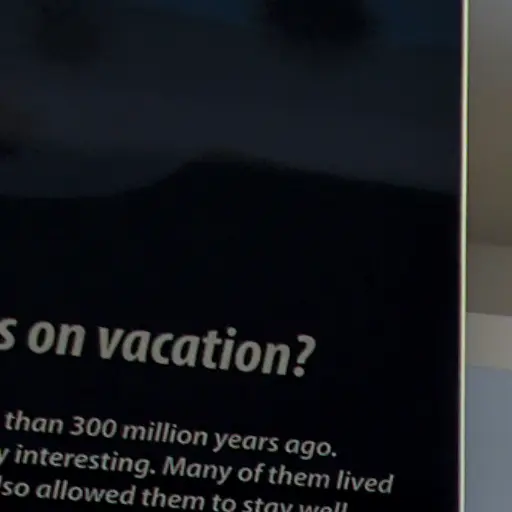 s on vacation?
than 300 million years ago.
y interesting. Many of them lived
lso allowed them to stay well